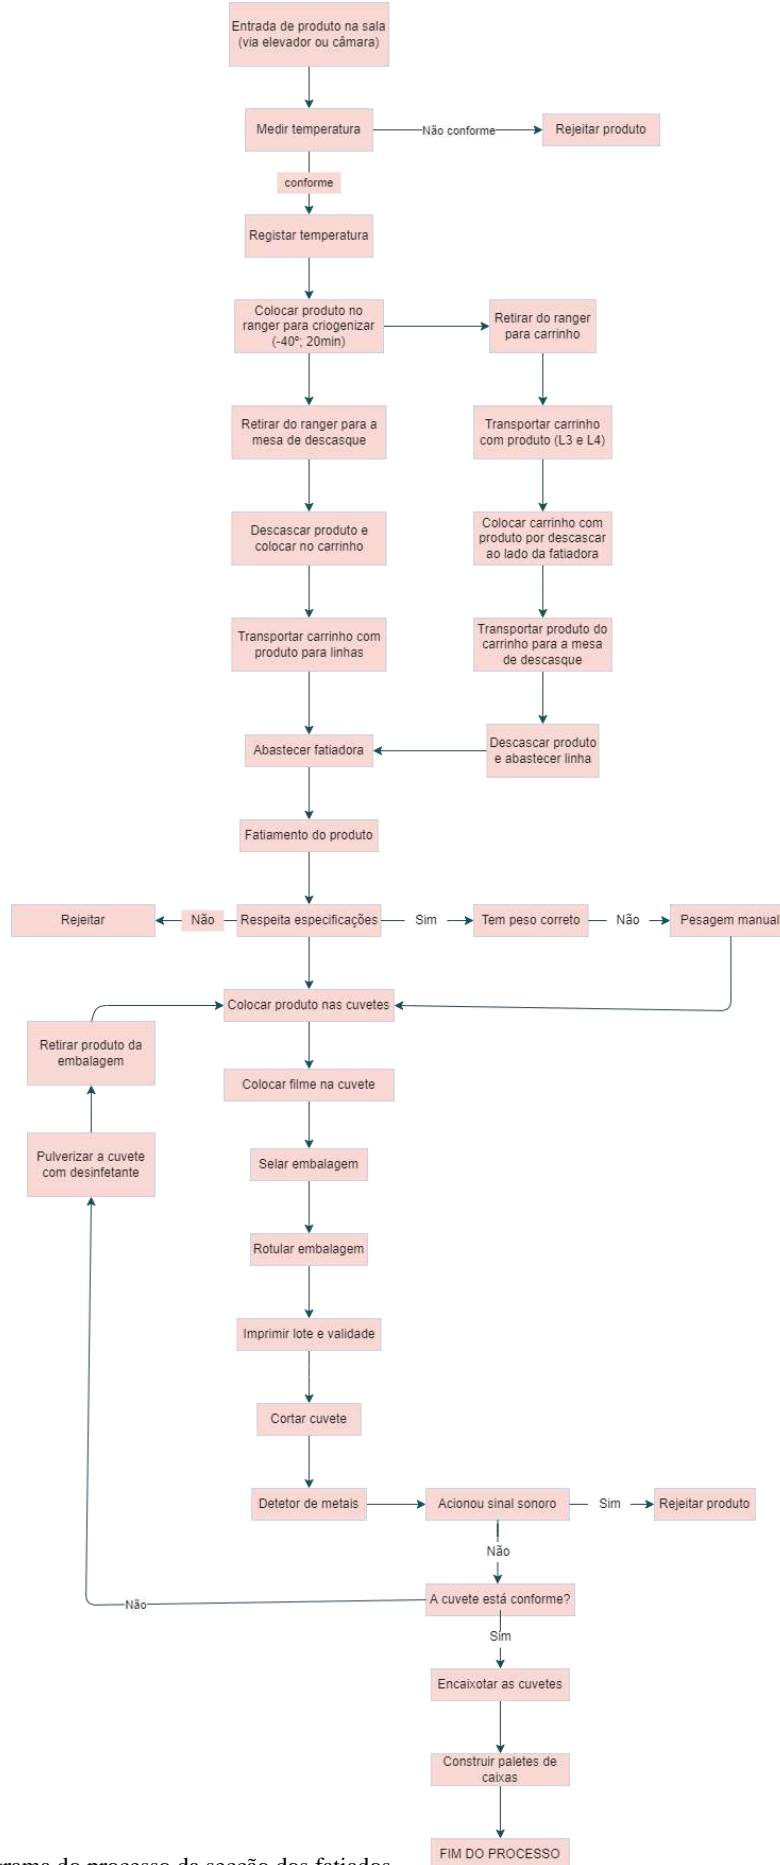 Entrada de produto na sala
(via elevador ou câmara)
Medir temperatura
Não conforme
Rejeitar produto
conforme
Registar temperatura
Colocar produto no
ranger para criogenizar
(-40º; 20min)
Retirar do ranger
para carrinho
Retirar do ranger para a
mesa de descasque
Transportar carrinho
com produto (L3 e L4)
Descascar produto e
colocar no carrinho
Colocar carrinho com
produto por descascar
ao lado da fatiadora
Transportar carrinho com
produto para linhas
Transportar produto do
carrinho para a mesa
de descasque
Abastecer fatiadora
Descascar produto
e abastecer linha
Fatiamento do produto
Rejeitar
Não
Respeita especificações
Sim
Tem peso correto
Não
Pesagem manual
Colocar produto nas cuvetes
Retirar produto da
embalagem
Colocar filme na cuvete
Pulverizar a cuvete
com desinfetante
Selar embalagem
Rotular embalagem
Imprimir lote e validade
Cortar cuvete
Detetor de metais
Acionou sinal sonoro
Sim
Rejeitar produto
Não
A cuvete está conforme?
Não
Sim
Encaixotar as cuvetes
Construir paletes de
caixas
FIM DO PROCESSO
do processo da secção dos fatiados